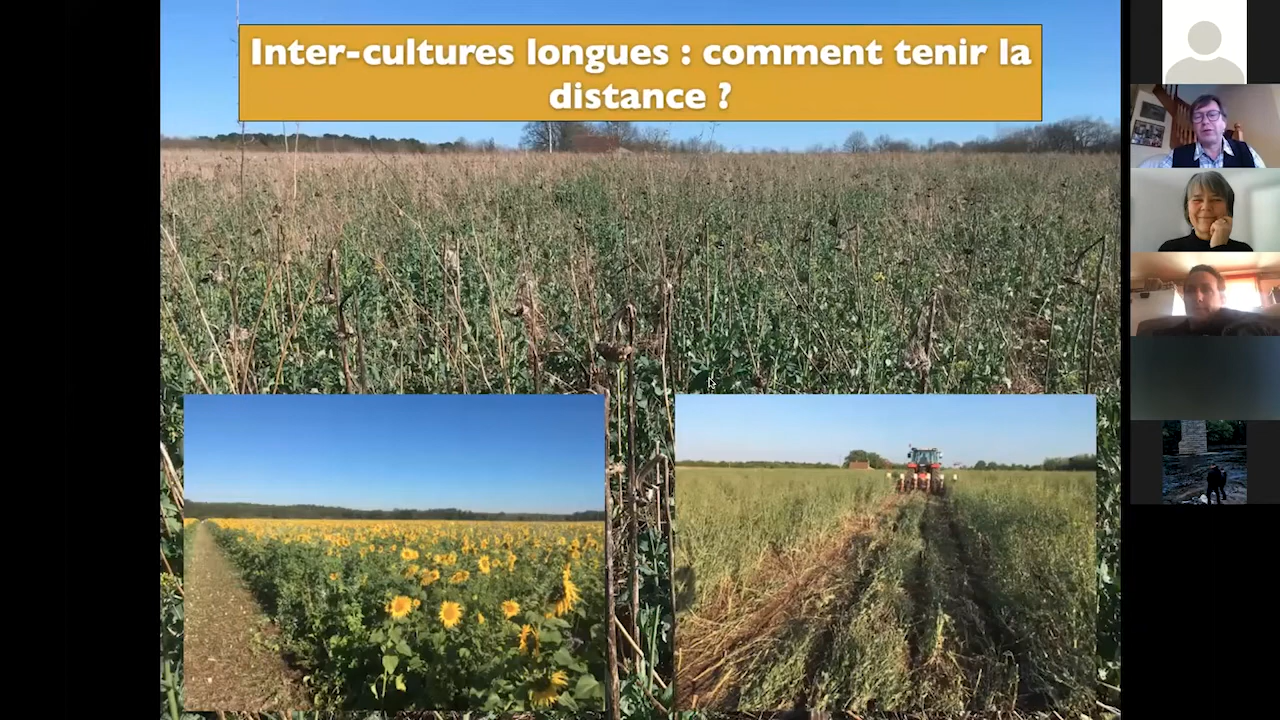 Inter-cultures longues : comment tenir la
distance ?